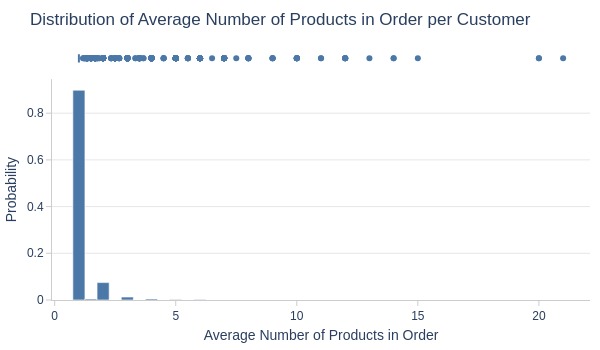 Distribution of Average Number of Products in Order per Customer
0.8
0.6
0.4
0.2
0
Probability
0 5 10 15 20
Average Number of Products in Order